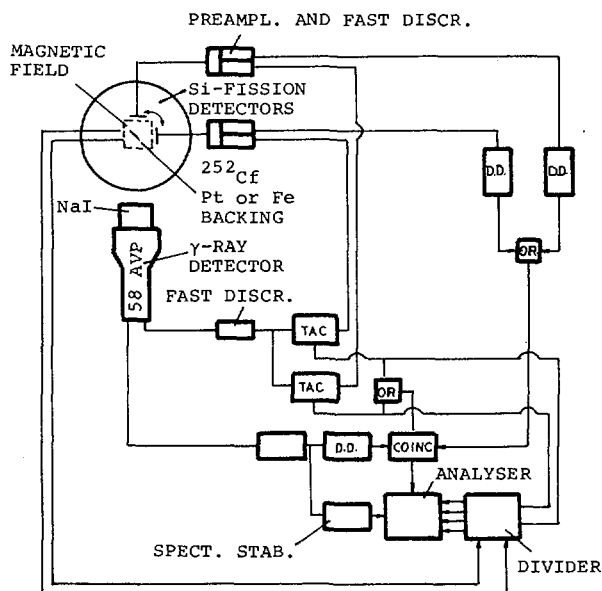 PREAMPL. AND FAST DISCR.
MAGNETIC
FIELD
Si-FISSION
DETECTORS
252Cf
Pt or Fe
BACKING
NaI
58 AVP
γ-RAY
DETECTOR
FAST DISCR.
D.D.
D.D.
OR
TAC
TAC
OR
D.D.
COINC
ANALYSER
SPECT. STAB.
DIVIDER